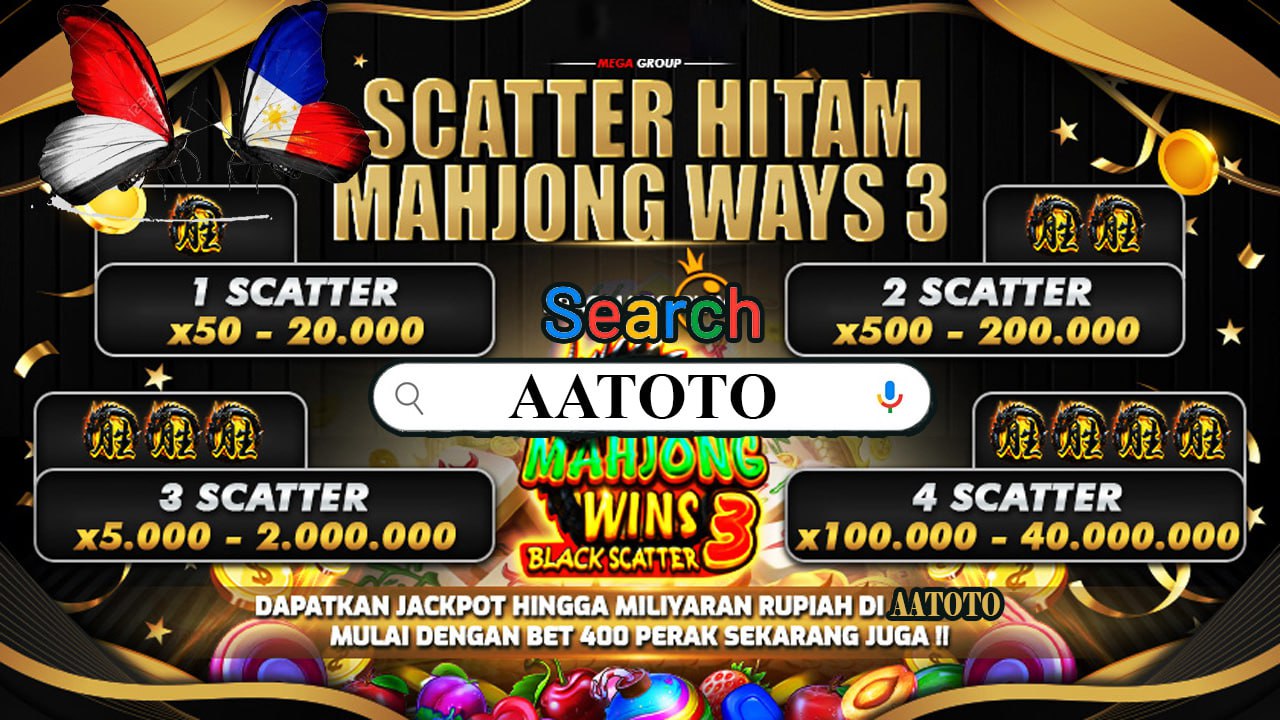 MEGA GROUP
SCATTER HITAM
MAHJONG WAYS 3
1 SCATTER
x50 - 20.000
2 SCATTER
x500 - 200.000
Search
AATOTO
3 SCATTER
x5.000 - 2.000.000
MAHJONG
WINS 3
BLACK SCATTER
4 SCATTER
x100.000 - 40.000.000
DAPATKAN JACKPOT HINGGA MILIYARAN RUPIAH DI AATOTO
MULAI DENGAN BET 400 PERAK SEKARANG JUGA !!